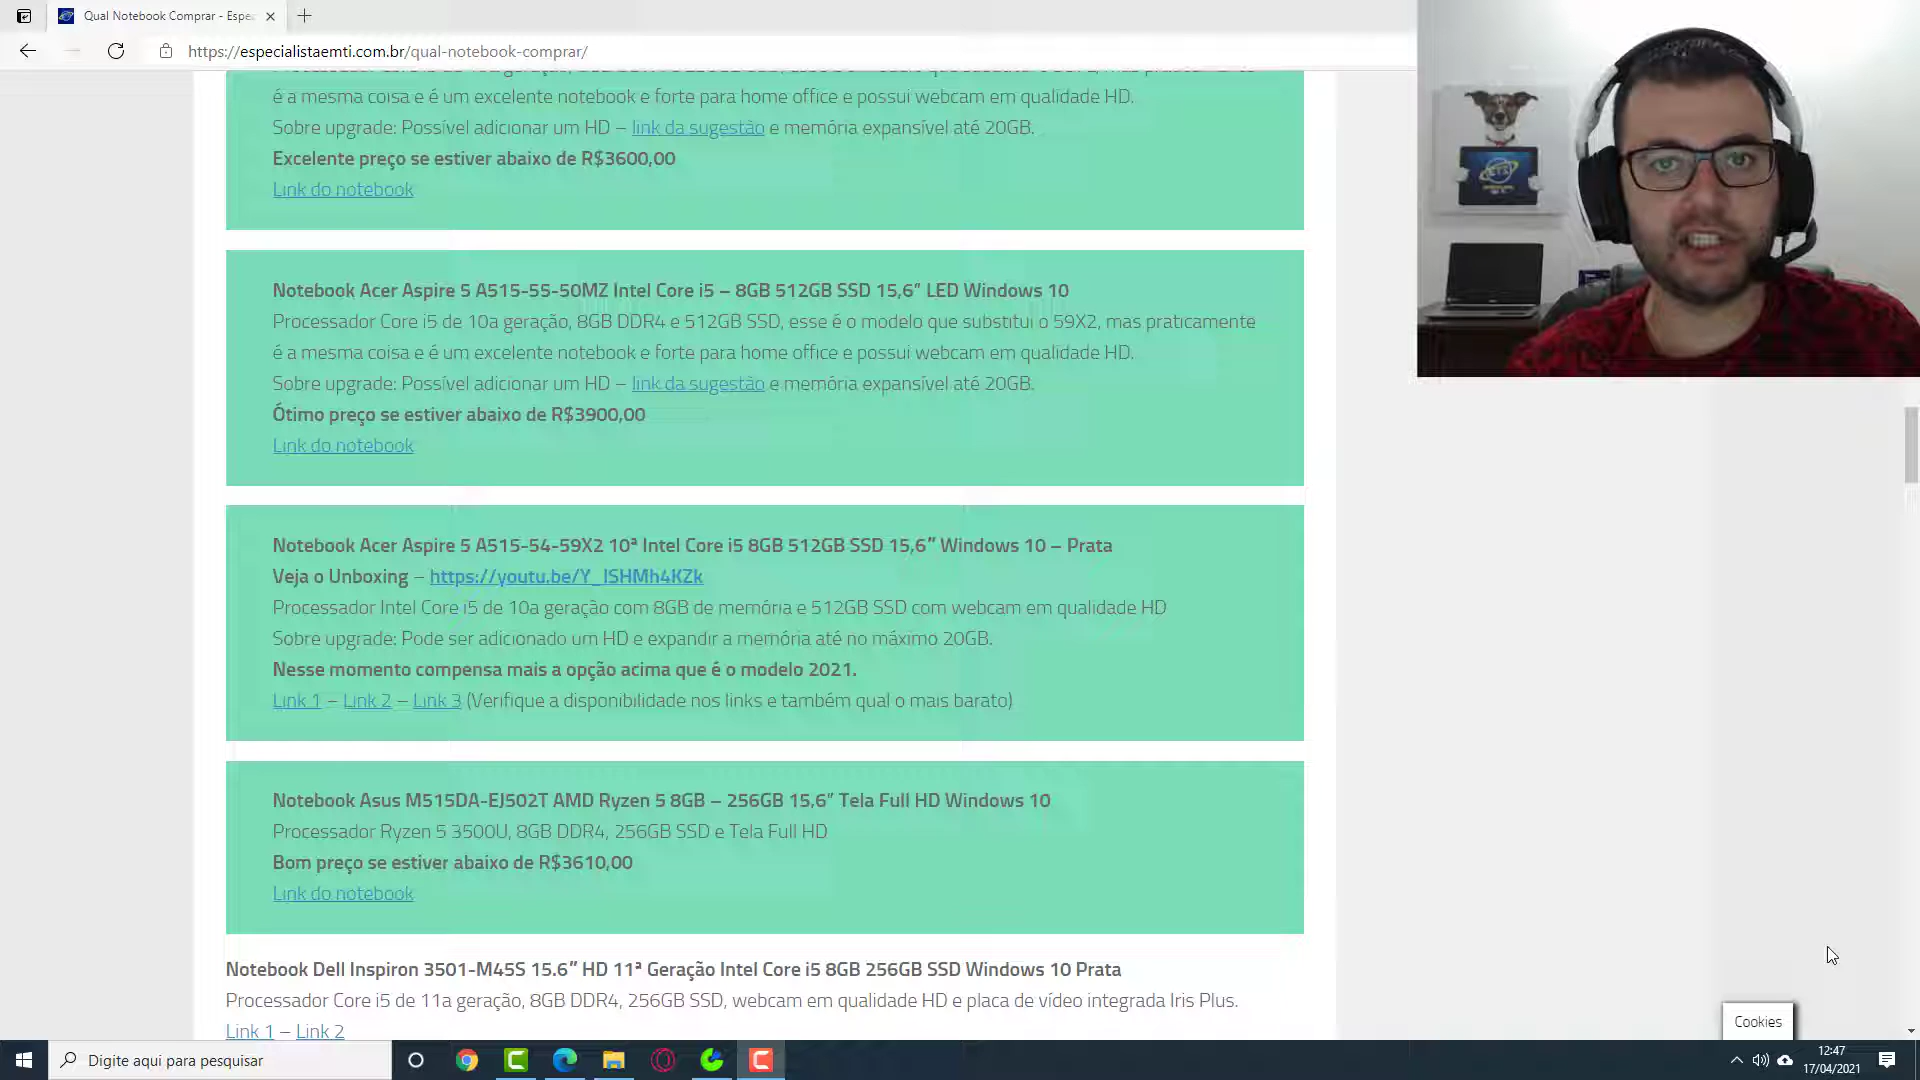 Qual Notebook Comprar - Espe
https://especialistaemti.com.br/qual-notebook-comprar/
é a mesma coisa e é um excelente notebook e forte para home office e possui webcam em qualidade HD.
Sobre upgrade: Possível adicionar um HD – link da sugestão e memória expansível até 20GB.
Excelente preço se estiver abaixo de R$3600,00
Link do notebook
Notebook Acer Aspire 5 A515-55-50MZ Intel Core i5 – 8GB 512GB SSD 15,6” LED Windows 10
Processador Core i5 de 10a geração, 8GB DDR4 e 512GB SSD, esse é o modelo que substitui o 59X2, mas praticamente
é a mesma coisa e é um excelente notebook e forte para home office e possui webcam em qualidade HD.
Sobre upgrade: Possível adicionar um HD – link da sugestão e memória expansível até 20GB.
Ótimo preço se estiver abaixo de R$3900,00
Link do notebook
Notebook Acer Aspire 5 A515-54-59X2 10ª Intel Core i5 8GB 512GB SSD 15,6” Windows 10 – Prata
Veja o Unboxing – https://youtu.be/Y_ISHMh4KZk
Processador Intel Core i5 de 10a geração com 8GB de memória e 512GB SSD com webcam em qualidade HD
Sobre upgrade: Pode ser adicionado um HD e expandir a memória até no máximo 20GB.
Nesse momento compensa mais a opção acima que é o modelo 2021.
Link 1 – Link 2 – Link 3 (Verifique a disponibilidade nos links e também qual o mais barato)
Notebook Asus M515DA-EJ502T AMD Ryzen 5 8GB – 256GB 15,6” Tela Full HD Windows 10
Processador Ryzen 5 3500U, 8GB DDR4, 256GB SSD e Tela Full HD
Bom preço se estiver abaixo de R$3610,00
Link do notebook
Notebook Dell Inspiron 3501-M45S 15.6” HD 11ª Geração Intel Core i5 8GB 256GB SSD Windows 10 Prata
Processador Core i5 de 11a geração, 8GB DDR4, 256GB SSD, webcam em qualidade HD e placa de vídeo integrada Iris Plus.
Link 1 – Link 2
Cookies
Digite aqui para pesquisar
12:47
17/04/2021